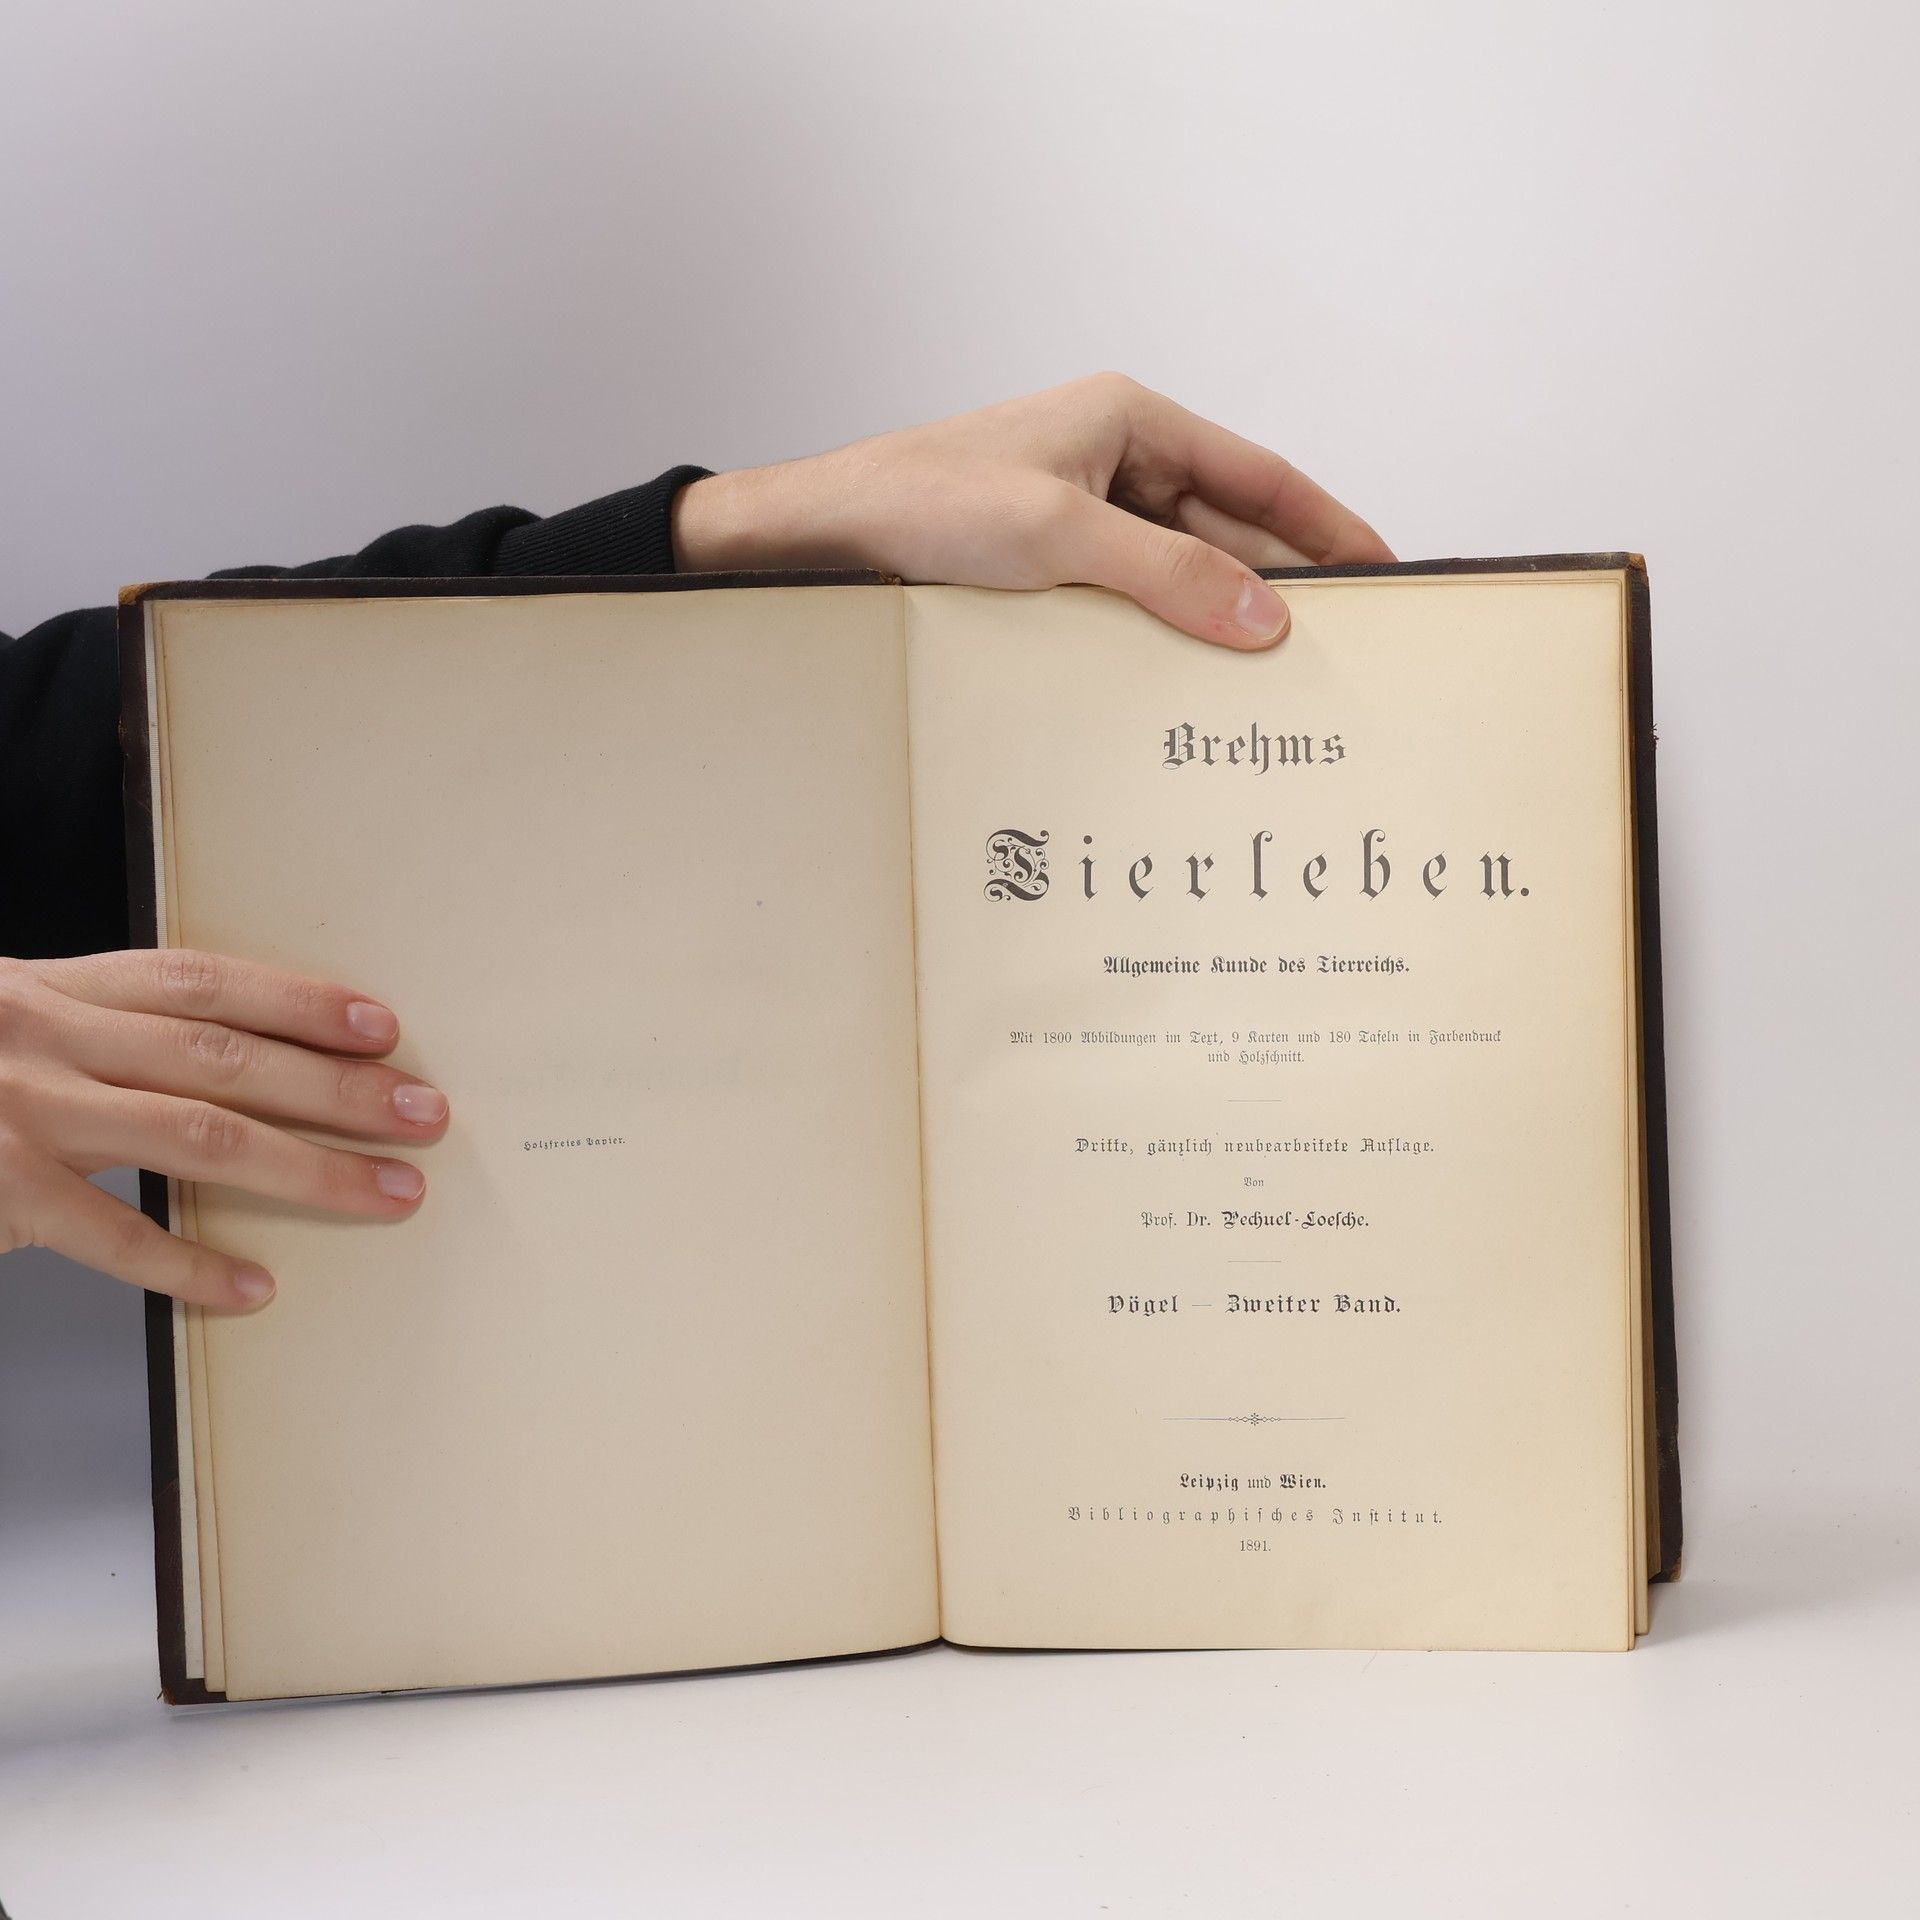 Holzfreies Papier.
Brehms
Tierleben.
Allgemeine Kunde des Tierreichs.
Mit 1800 Abbildungen im Text, 9 Karten und 180 Tafeln in Farbendruck
und Holzschnitt.
Dritte, gänzlich neubearbeitete Auflage.
Von
Prof. Dr. Pechuel-Loesche.
Vögel — Zweiter Band.
Leipzig und Wien.
Bibliographisches Institut.
1891.